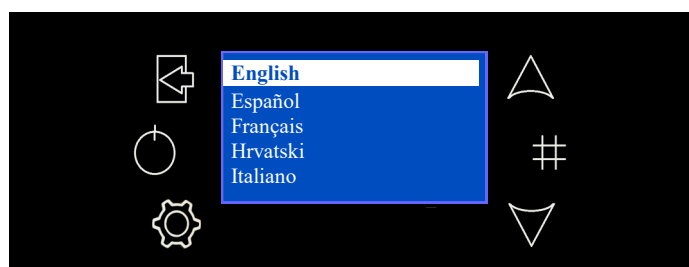 English
Español
Français
Hrvatski
Italiano